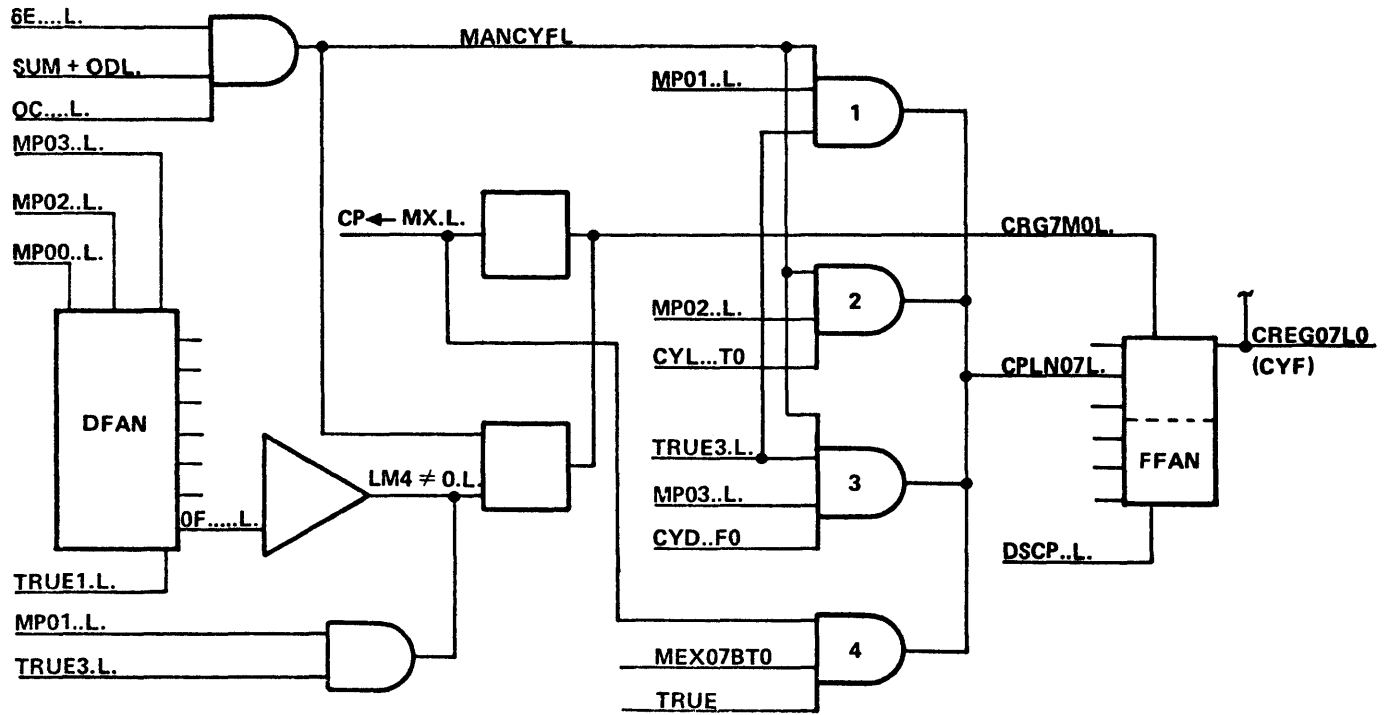 6E....L.
SUM + ODL.
OC....L.
MP03..L.
MP02..L.
MP00..L.
DFAN
0F.....L.
TRUE1.L.
MP01..L.
TRUE3.L.
MANCYFL
CP← MX.L.
LM4 ≠ 0.L.
MP01..L.
1
MP02..L.
CYL...T0
2
TRUE3.L.
MP03..L.
CYD..F0
3
MEX07BT0
TRUE
4
CRG7M0L.
CPLN07L.
FFAN
DSCP..L.
CREG07L0
(CYF)